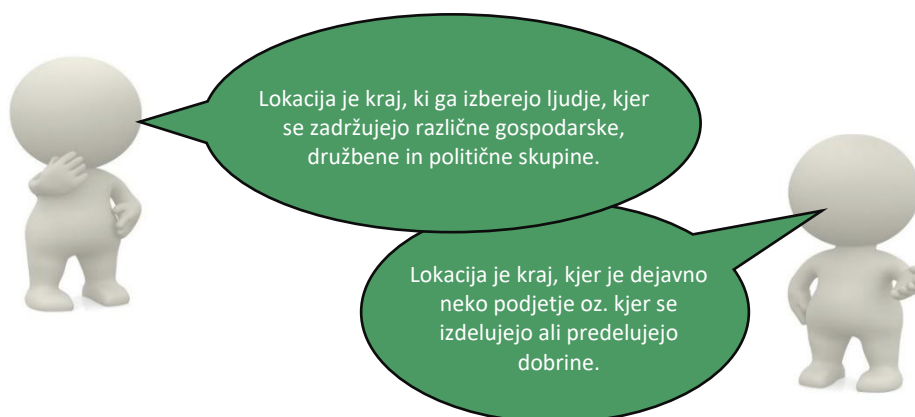 Lokacija je kraj, ki ga izberejo ljudje, kjer
se zadržujejo različne gospodarske,
družbene in politične skupine.
Lokacija je kraj, kjer je dejavno
neko podjetje oz. kjer se
izdelujejo ali predelujejo
dobrine.